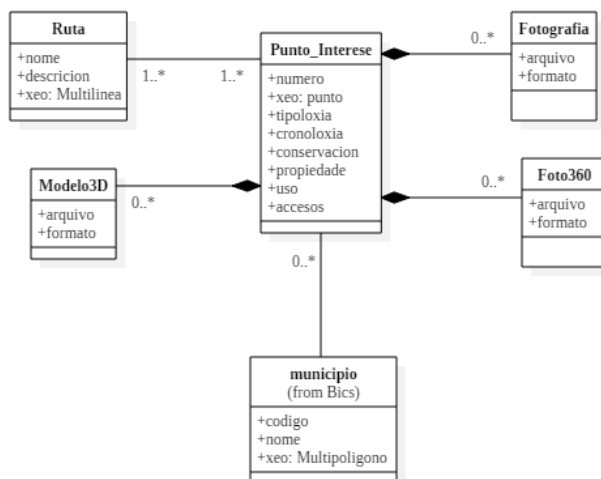 Ruta
+nome
+descricion
+xeo: Multilinea
1..*
1..*
Punto_Interese
+numero
+xeo: punto
+tipoloxia
+cronoloxia
+conservacion
+propiedade
+uso
+accesos
0..*
Fotografia
+arquivo
+formato
Modelo3D
+arquivo
+formato
0..*
0..*
Foto360
+arquivo
+formato
0..*
municipio
(from Bics)
+codigo
+nome
+xeo: Multipoligono